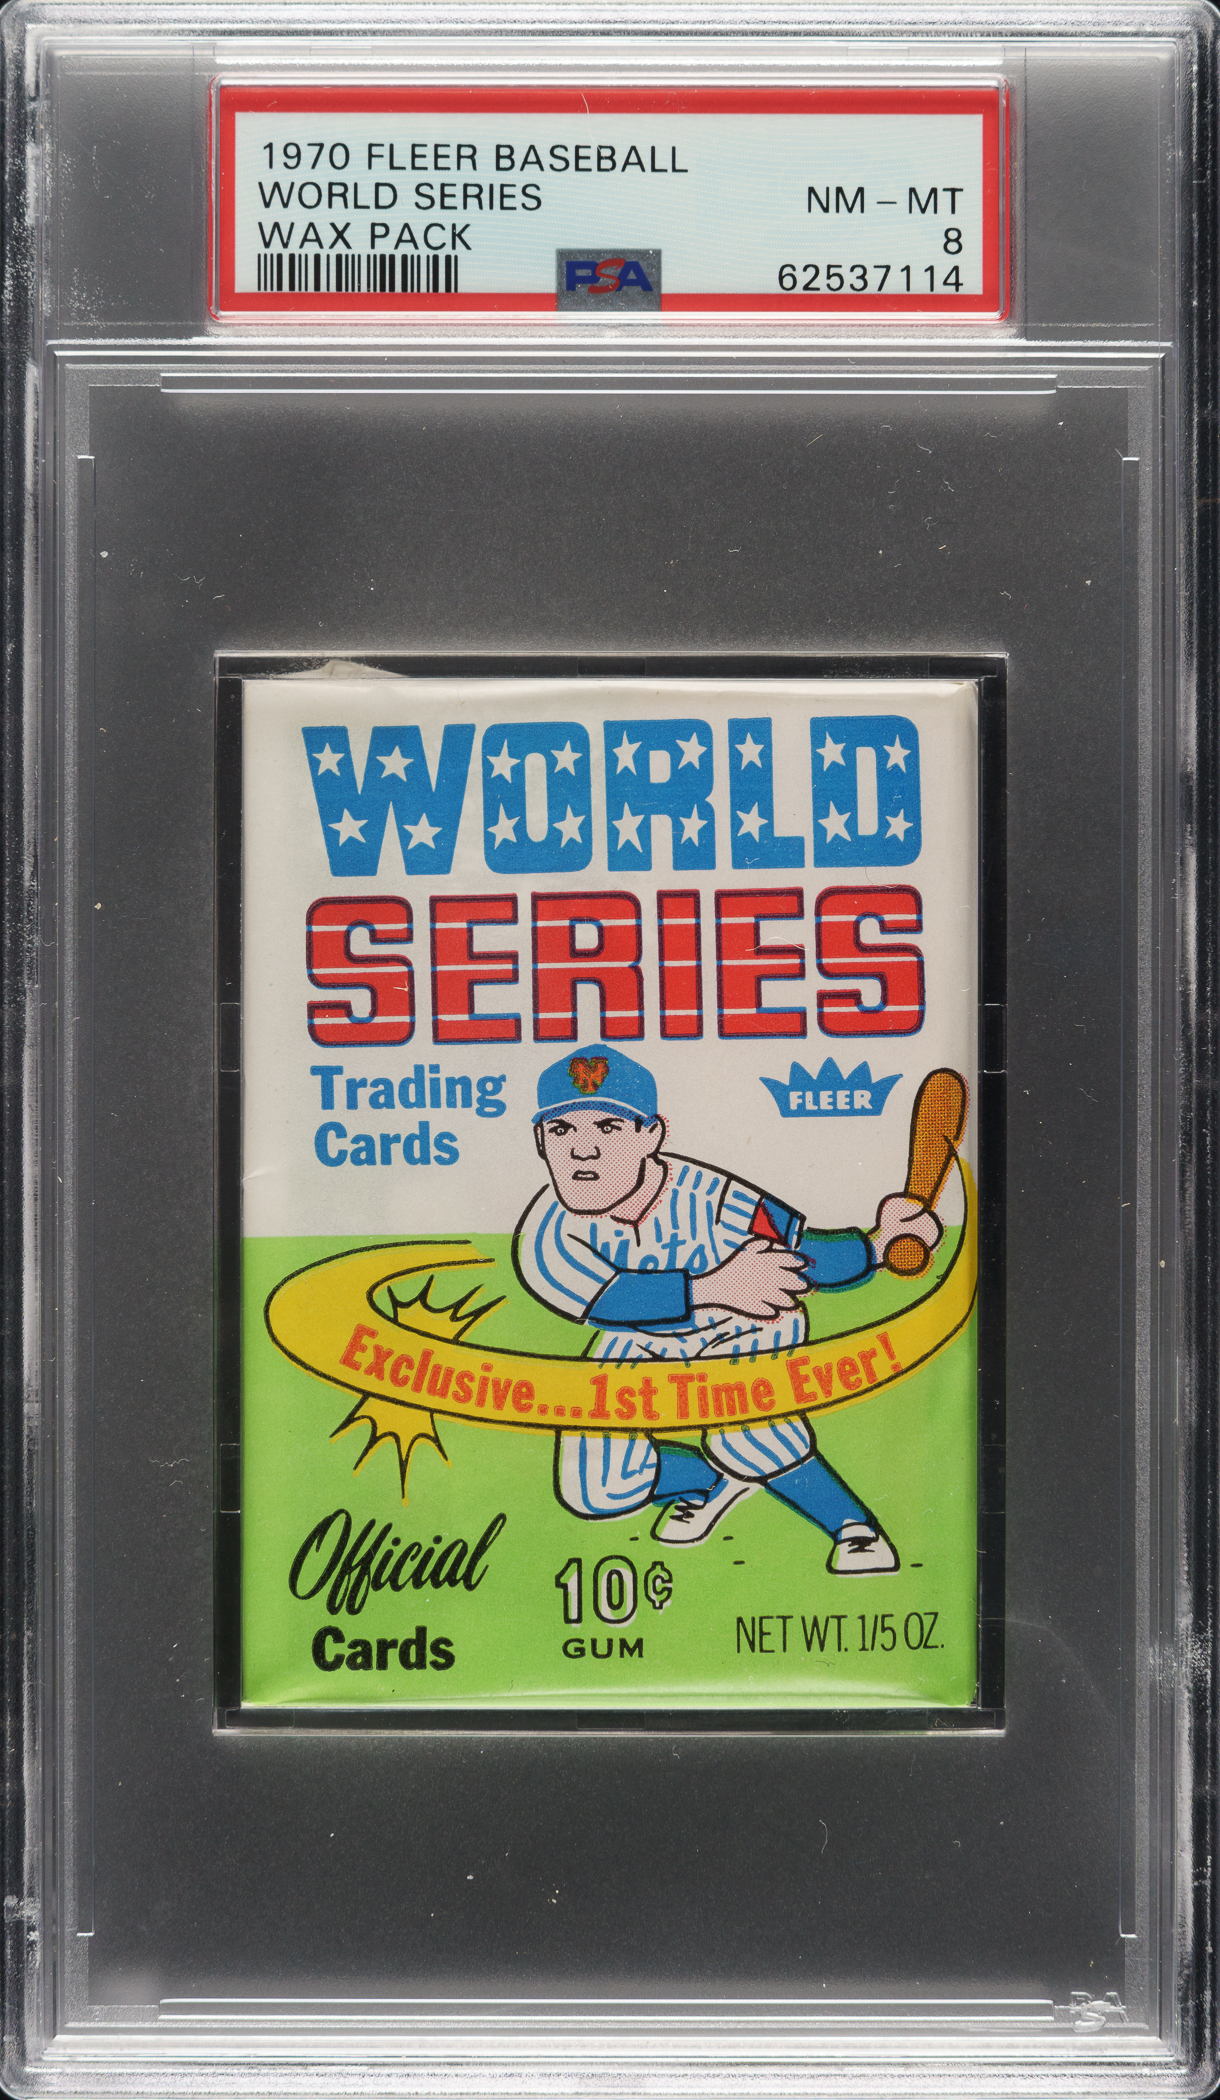 1970 FLEER BASEBALL
WORLD SERIES
WAX PACK
NM - MT
8
62537114
PSA
WORLD
SERIES
Trading
Cards
FLEER
Mets
Exclusive...1st Time Ever!
Official
Cards
10¢
GUM
NET WT. 1/5 OZ.
PSA